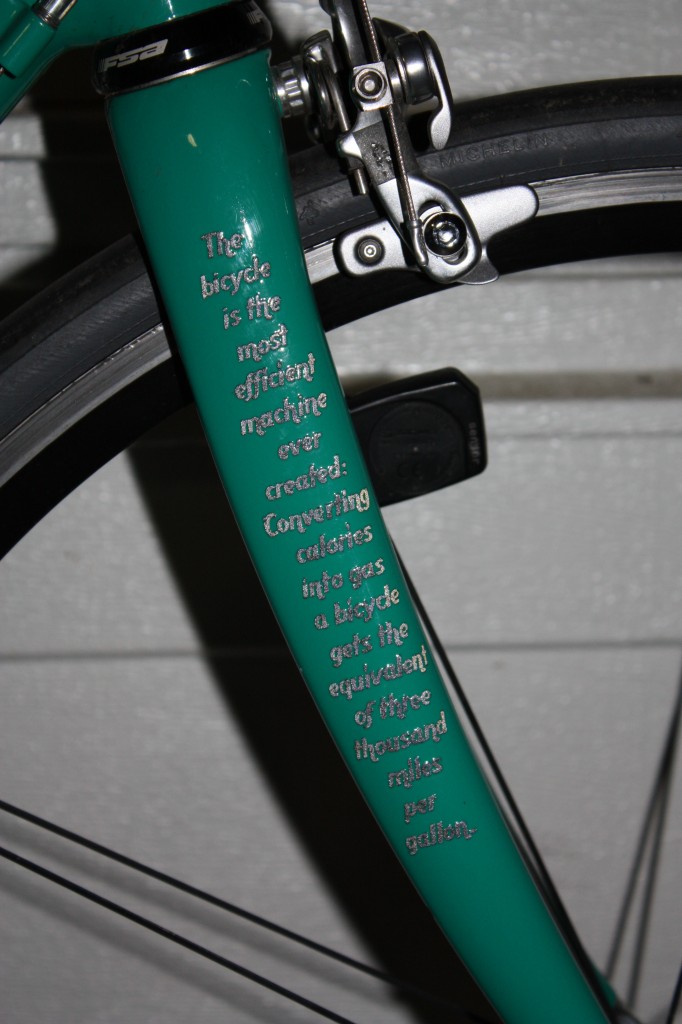 FSA
MICHELIN
The
bicycle
is the
most
efficient
machine
ever
created:
Converting
calories
into gas
a bicycle
gets the
equivalent
of three
thousand
miles
per
gallon.